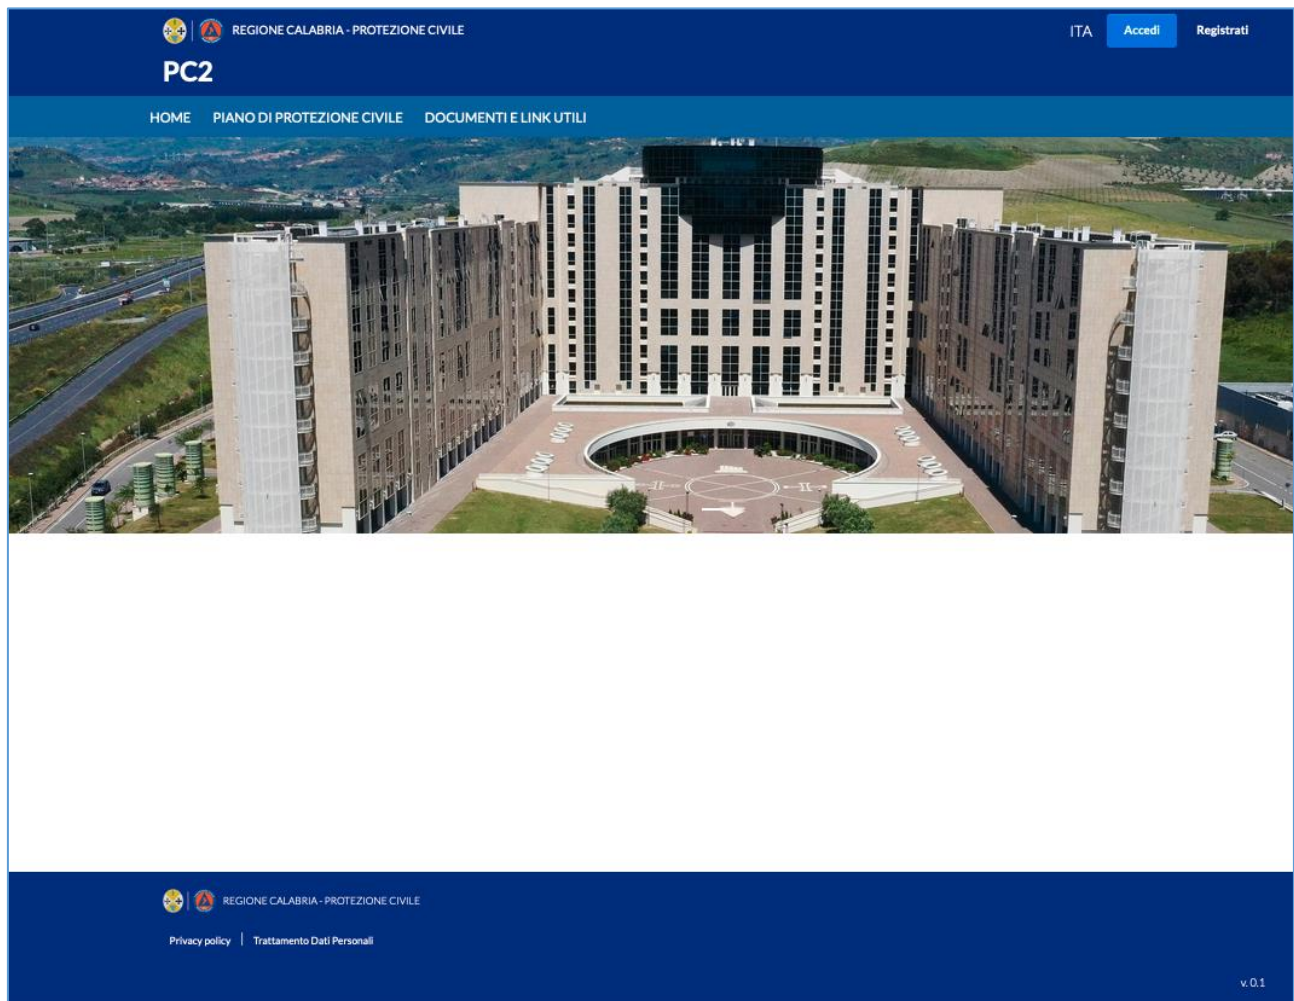 REGIONE CALABRIA - PROTEZIONE CIVILE
ITA Accedi Registrati
PC2
HOME PIANO DI PROTEZIONE CIVILE DOCUMENTI E LINK UTILI
REGIONE CALABRIA - PROTEZIONE CIVILE
Privacy policy | Trattamento Dati Personali
v. 0.1